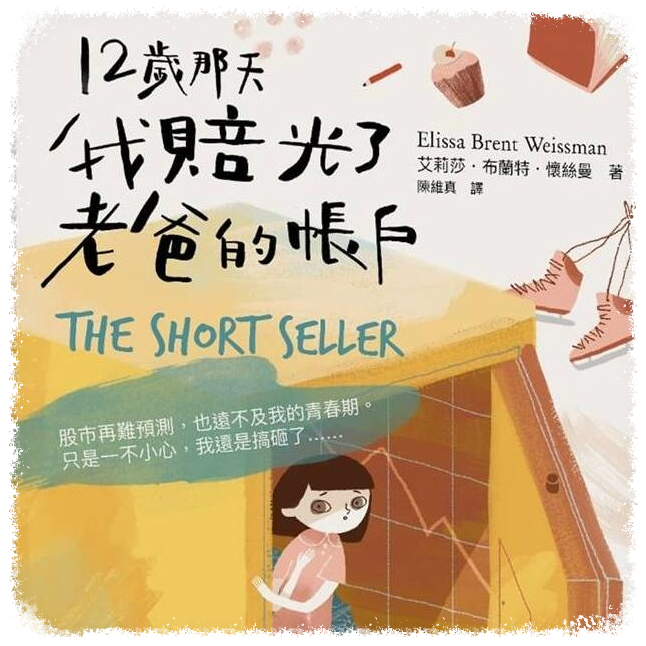 12歲那天
我賠光了
老爸的帳戶
Elissa Brent Weissman
艾莉莎・布蘭特・懷絲曼 著
陳維真 譯
THE SHORT SELLER
股市再難預測，也遠不及我的青春期。
只是一不小心，我還是搞砸了……